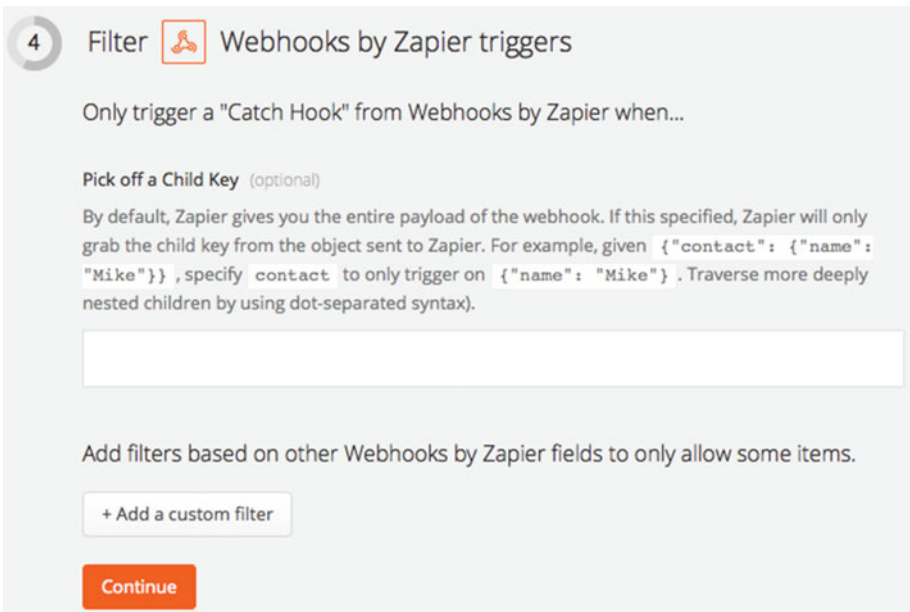 4 Filter Webhooks by Zapier triggers
Only trigger a "Catch Hook" from Webhooks by Zapier when...
Pick off a Child Key (optional)
By default, Zapier gives you the entire payload of the webhook. If this specified, Zapier will only
grab the child key from the object sent to Zapier. For example, given {"contact": {"name":
"Mike"}} , specify contact to only trigger on {"name": "Mike"} . Traverse more deeply
nested children by using dot-separated syntax).
Add filters based on other Webhooks by Zapier fields to only allow some items.
+ Add a custom filter
Continue